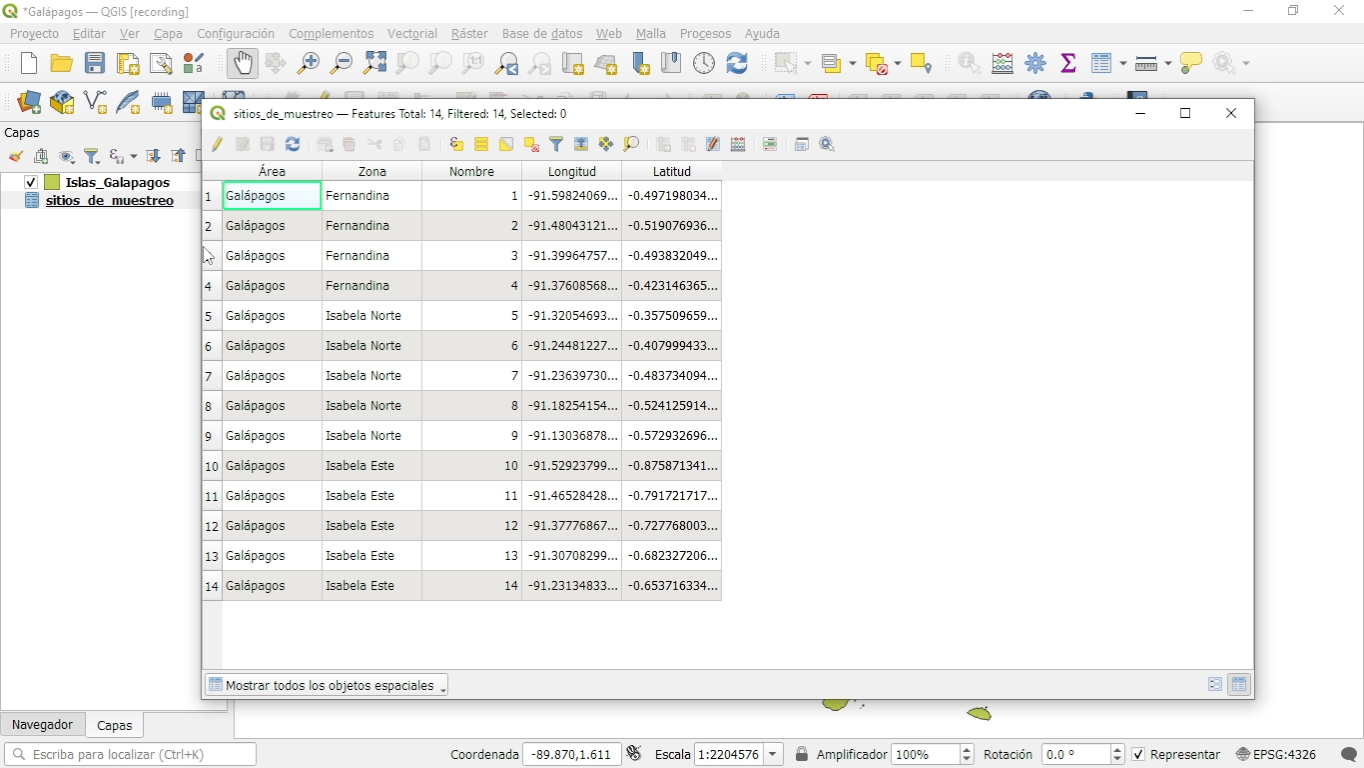 *Galápagos — QGIS [recording]
Proyecto Editar Ver Capa Configuración Complementos Vectorial Ráster Base de datos Web Malla Procesos Ayuda
sitios_de_muestreo — Features Total: 14, Filtered: 14, Selected: 0
Capas
Islas_Galapagos
sitios_de_muestreo
Área Zona Nombre Longitud Latitud
1 Galápagos Fernandina 1 -91.59824069... -0.497198034...
2 Galápagos Fernandina 2 -91.48043121... -0.519076936...
Galápagos Fernandina 3 -91.39964757... -0.493832049...
4 Galápagos Fernandina 4 -91.37608568... -0.423146365...
5 Galápagos Isabela Norte 5 -91.32054693... -0.357509659...
6 Galápagos Isabela Norte 6 -91.24481227... -0.407999433...
7 Galápagos Isabela Norte 7 -91.23639730... -0.483734094...
8 Galápagos Isabela Norte 8 -91.18254154... -0.524125914...
9 Galápagos Isabela Norte 9 -91.13036878... -0.572932696...
10 Galápagos Isabela Este 10 -91.52923799... -0.875871341...
11 Galápagos Isabela Este 11 -91.46528428... -0.791721717...
12 Galápagos Isabela Este 12 -91.37776867... -0.727768003...
13 Galápagos Isabela Este 13 -91.30708299... -0.682327206...
14 Galápagos Isabela Este 14 -91.23134833... -0.653716334...
Mostrar todos los objetos espaciales
Navegador Capas
Escriba para localizar (Ctrl+K) Coordenada -89.870,1.611 Escala 1:2204576 Amplificador 100% Rotación 0.0 ° Representar EPSG:4326